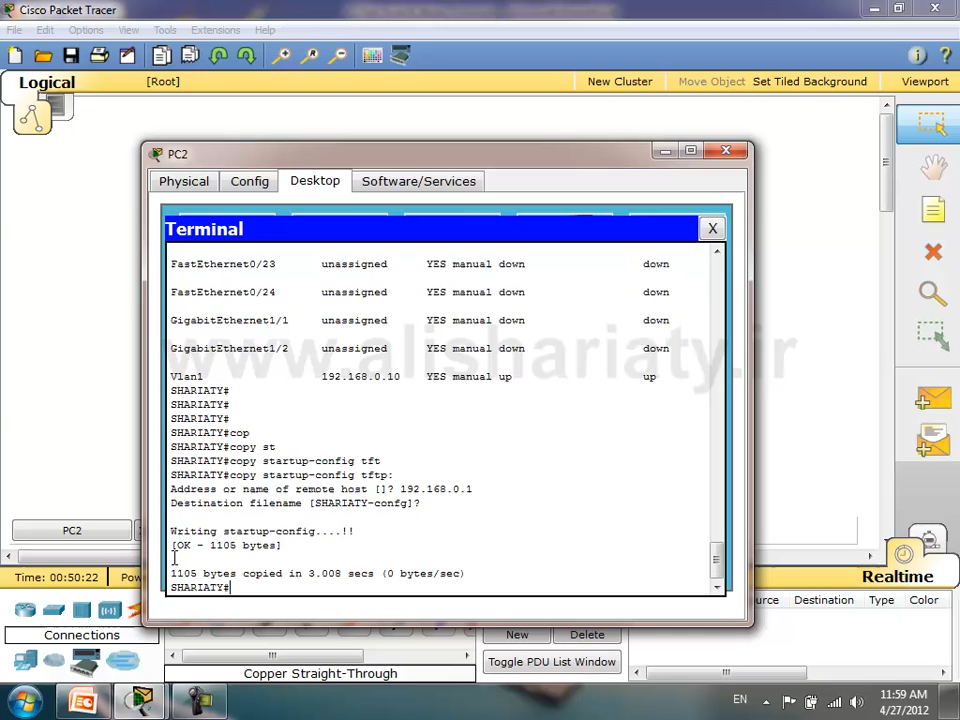 Cisco Packet Tracer
File Edit Options View Tools Extensions Help
Logical [Root] New Cluster Move Object Set Tiled Background Viewport
PC2
Physical Config Desktop Software/Services
Terminal X
FastEthernet0/23 unassigned YES manual down down
FastEthernet0/24 unassigned YES manual down down
GigabitEthernet1/1 unassigned YES manual down down
GigabitEthernet1/2 unassigned YES manual down down
www.alishariaty.ir
Vlan1 192.168.0.10 YES manual up up
SHARIATY#
SHARIATY#
SHARIATY#
SHARIATY#cop
SHARIATY#copy st
SHARIATY#copy startup-config tft
SHARIATY#copy startup-config tftp:
Address or name of remote host []? 192.168.0.1
Destination filename [SHARIATY-confg]?
Writing startup-config....!!
[OK - 1105 bytes]
1105 bytes copied in 3.008 secs (0 bytes/sec)
SHARIATY#
PC2
Time: 00:50:22 Realtime
Destination Type Color
Connections
New Delete
Toggle PDU List Window
Copper Straight-Through
EN 11:59 AM
4/27/2012